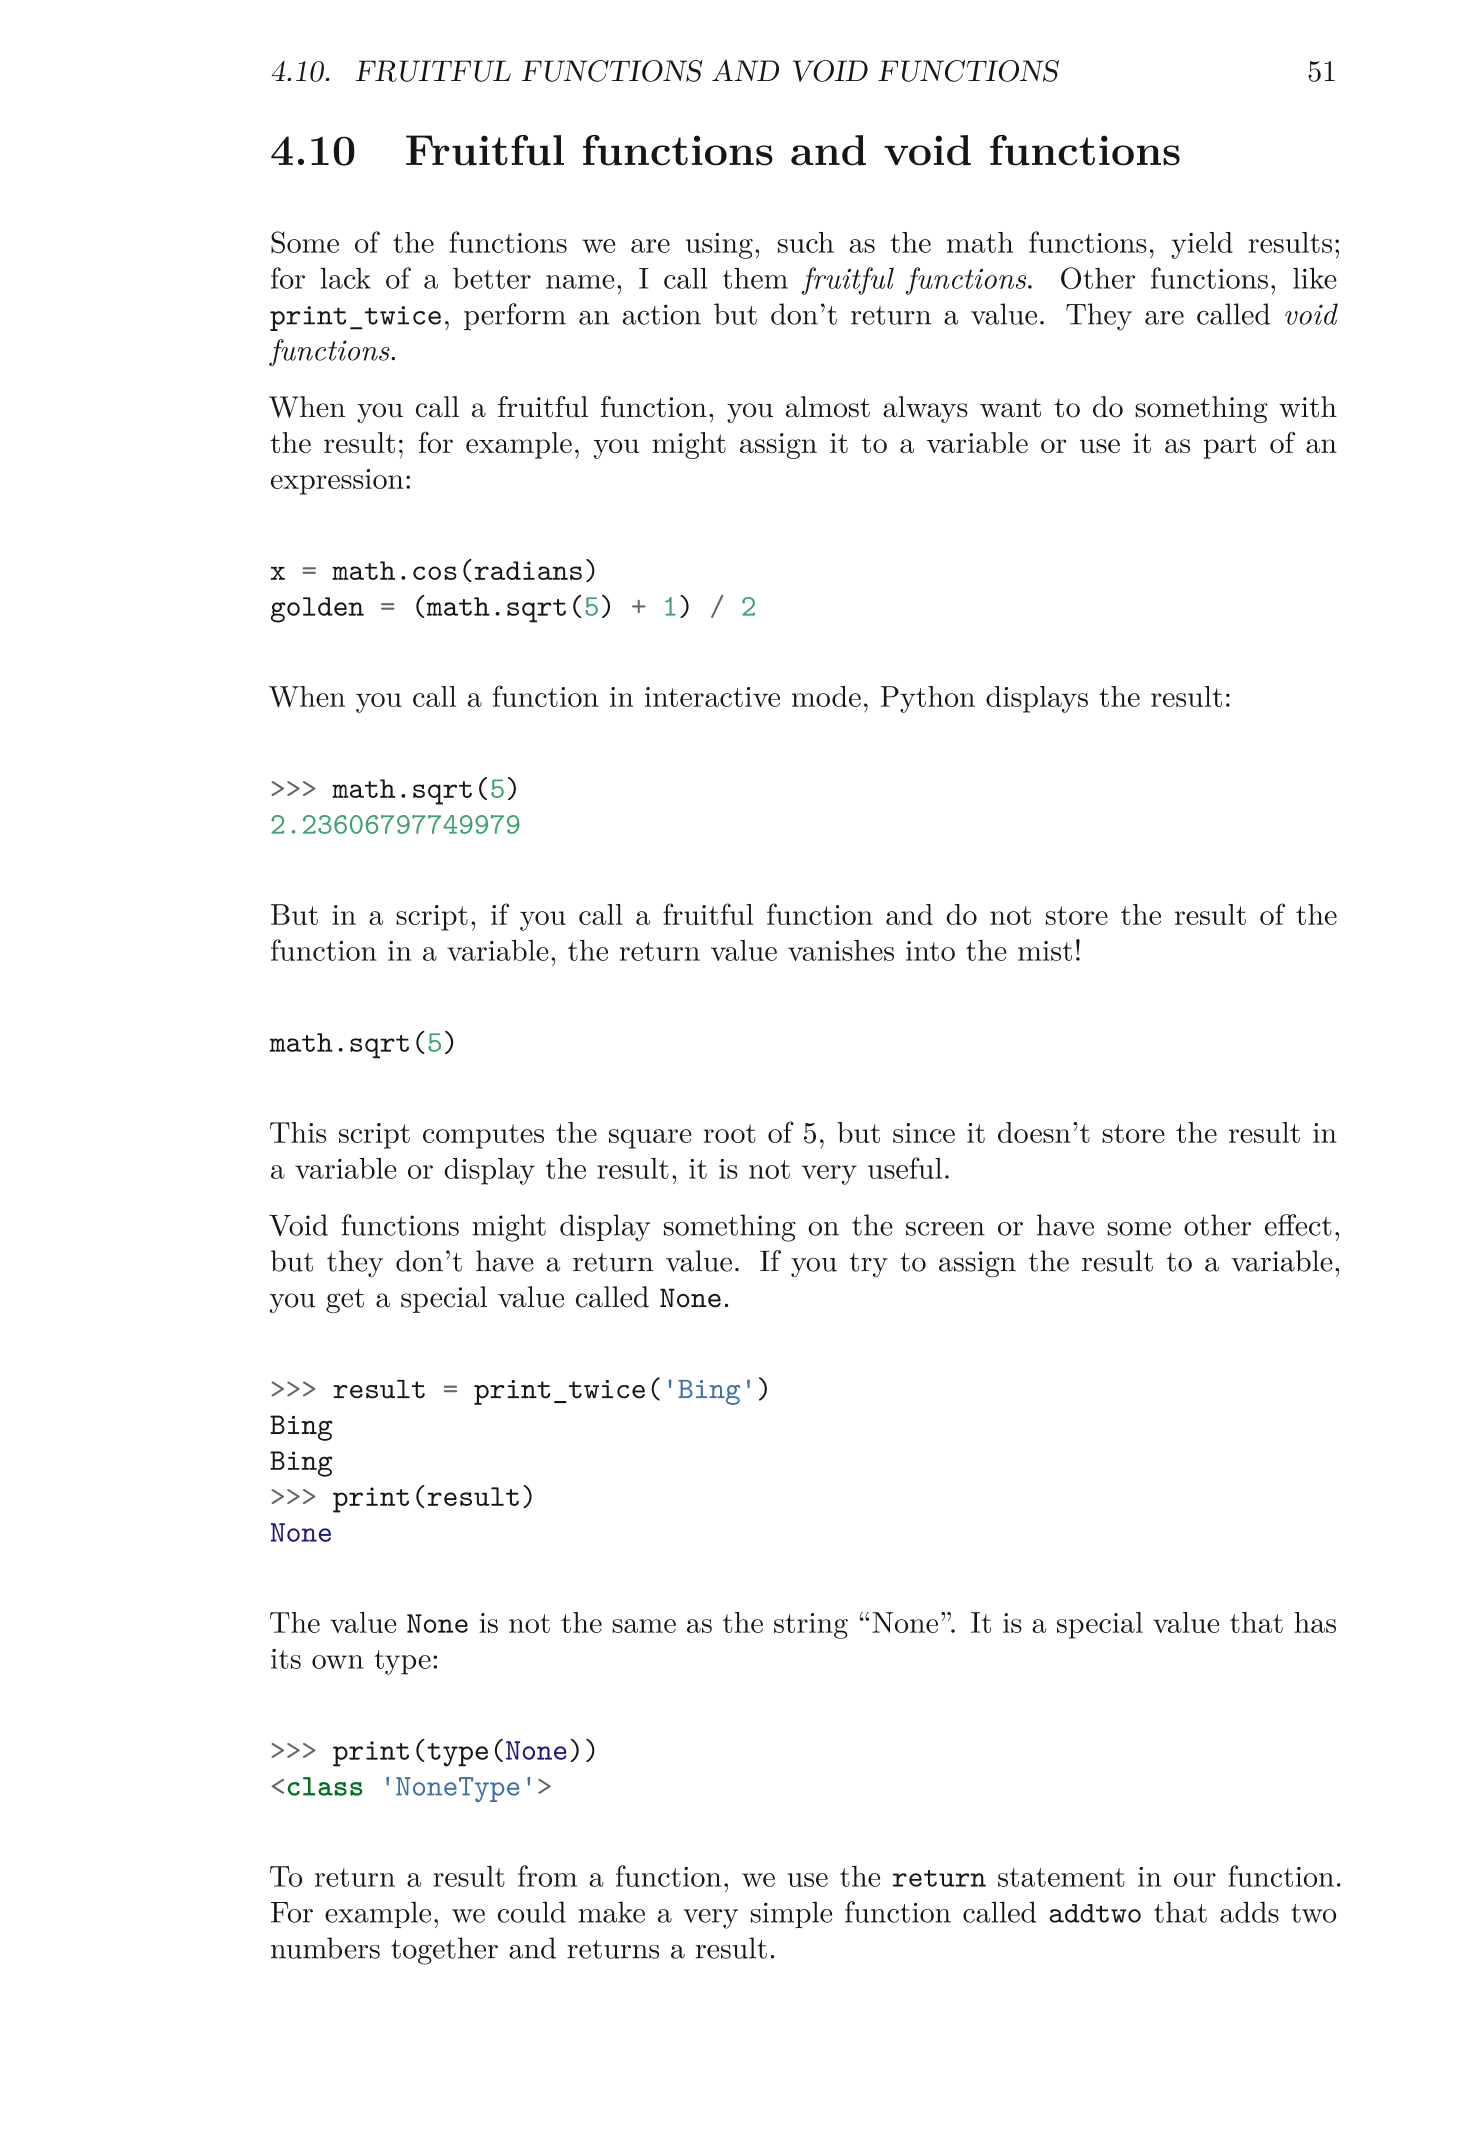 4.10. FRUITFUL FUNCTIONS AND VOID FUNCTIONS 51
4.10 Fruitful functions and void functions
Some of the functions we are using, such as the math functions, yield results;
for lack of a better name, I call them fruitful functions. Other functions, like
print_twice, perform an action but don’t return a value. They are called void
functions.
When you call a fruitful function, you almost always want to do something with
the result; for example, you might assign it to a variable or use it as part of an
expression:
x = math.cos(radians)
golden = (math.sqrt(5) + 1) / 2
When you call a function in interactive mode, Python displays the result:
>>> math.sqrt(5)
2.23606797749979
But in a script, if you call a fruitful function and do not store the result of the
function in a variable, the return value vanishes into the mist!
math.sqrt(5)
This script computes the square root of 5, but since it doesn’t store the result in
a variable or display the result, it is not very useful.
Void functions might display something on the screen or have some other effect,
but they don’t have a return value. If you try to assign the result to a variable,
you get a special value called None.
>>> result = print_twice('Bing')
Bing
Bing
>>> print(result)
None
The value None is not the same as the string “None”. It is a special value that has
its own type:
>>> print(type(None))
<class 'NoneType'>
To return a result from a function, we use the return statement in our function.
For example, we could make a very simple function called addtwo that adds two
numbers together and returns a result.